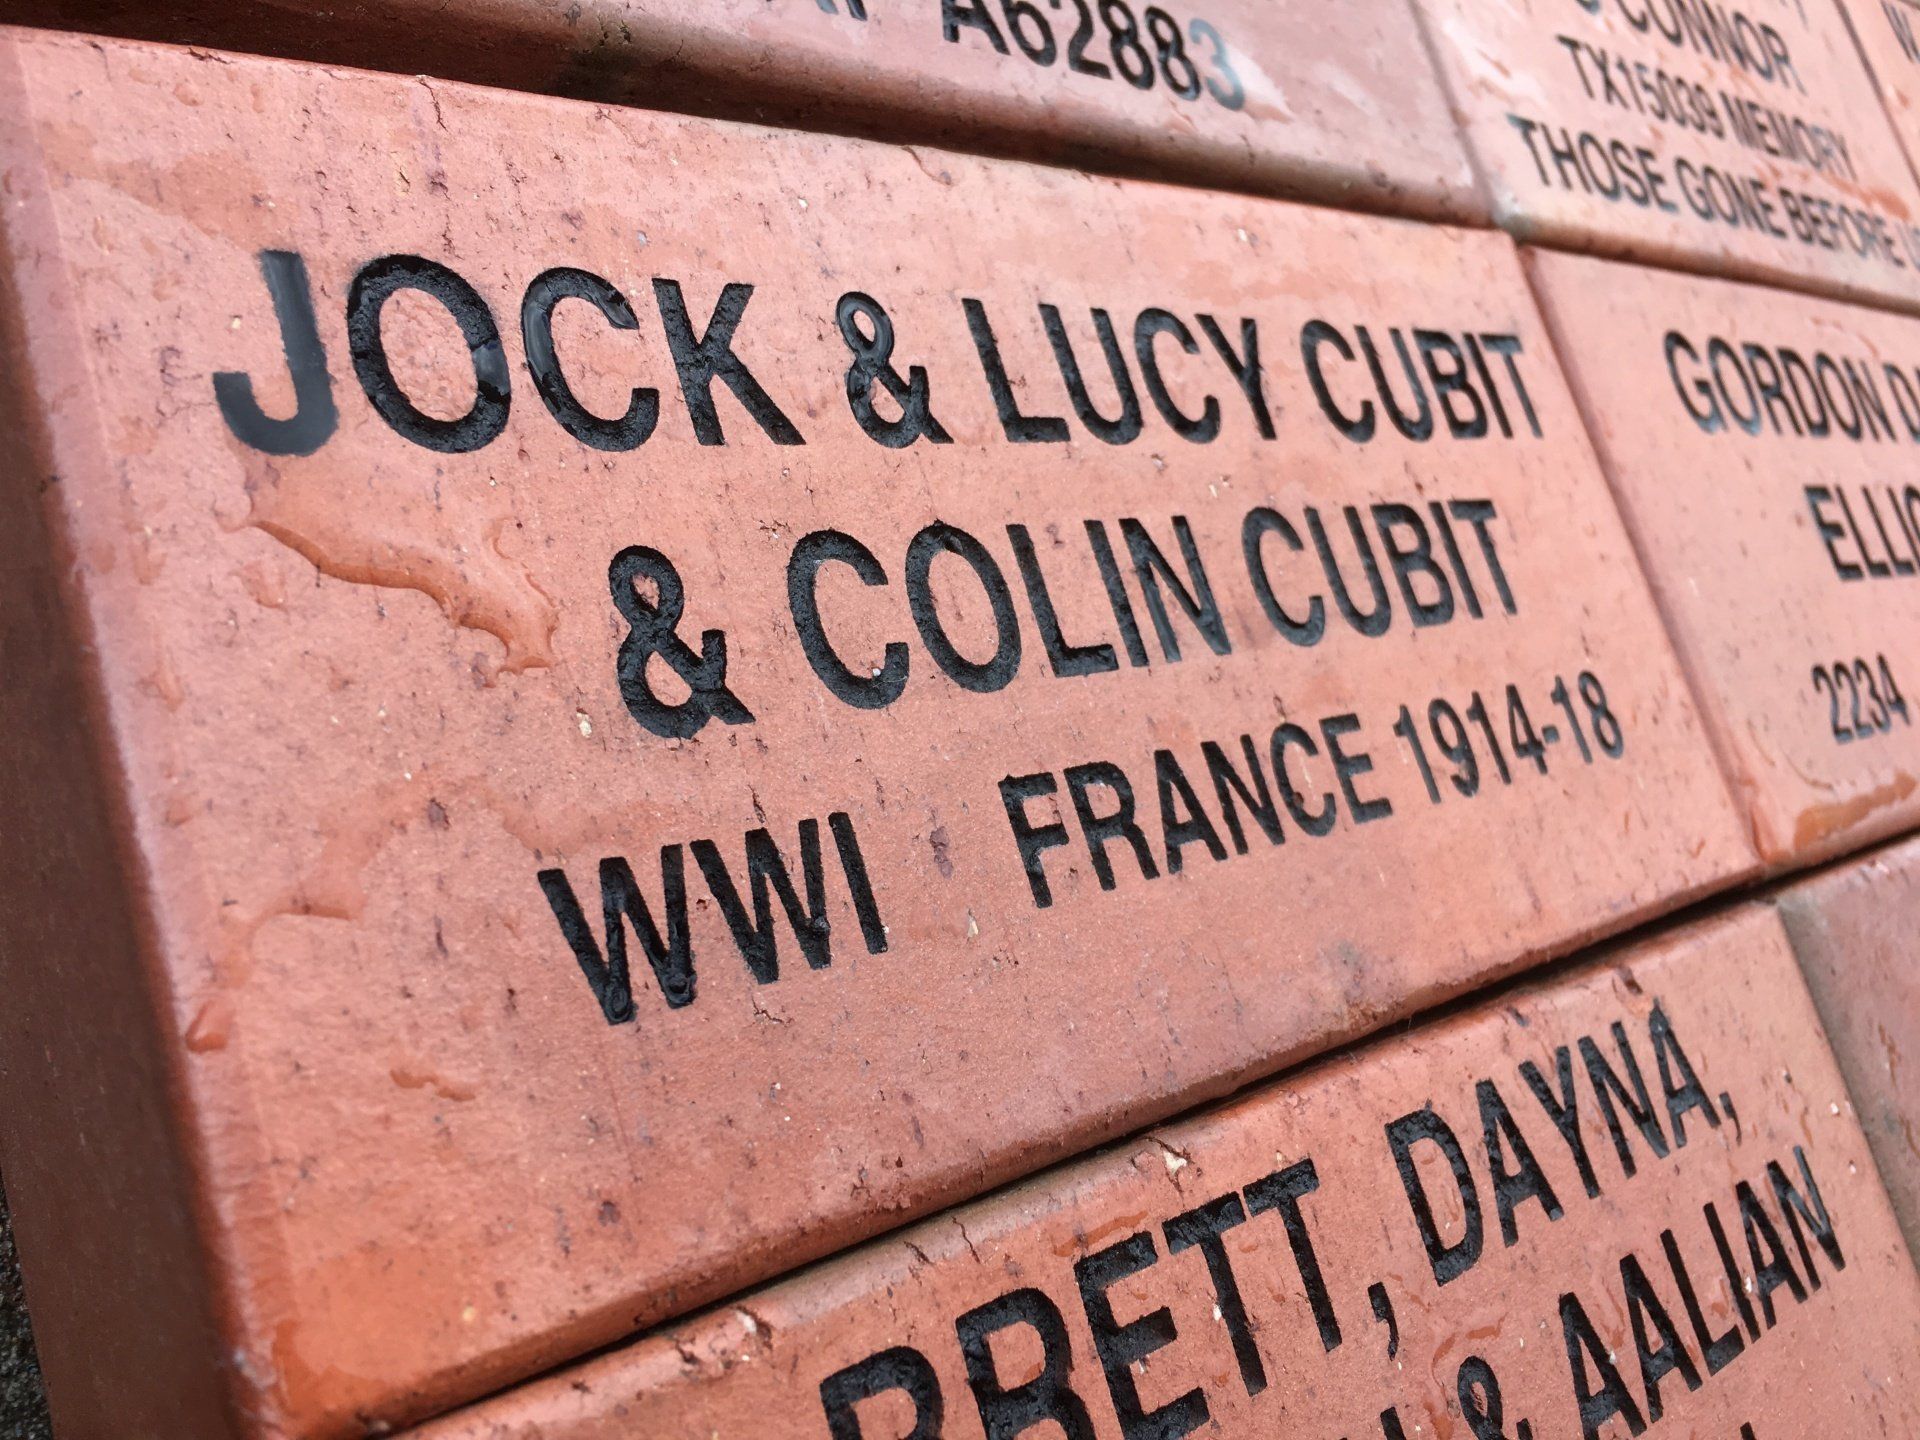 A62883
O'CONNOR
TX15039 MEMORY
THOSE GONE BEFORE
JOCK & LUCY CUBIT
& COLIN CUBIT
WWI FRANCE 1914-18
GORDON
2234
BRETT, DAYNA,
& AALIAN